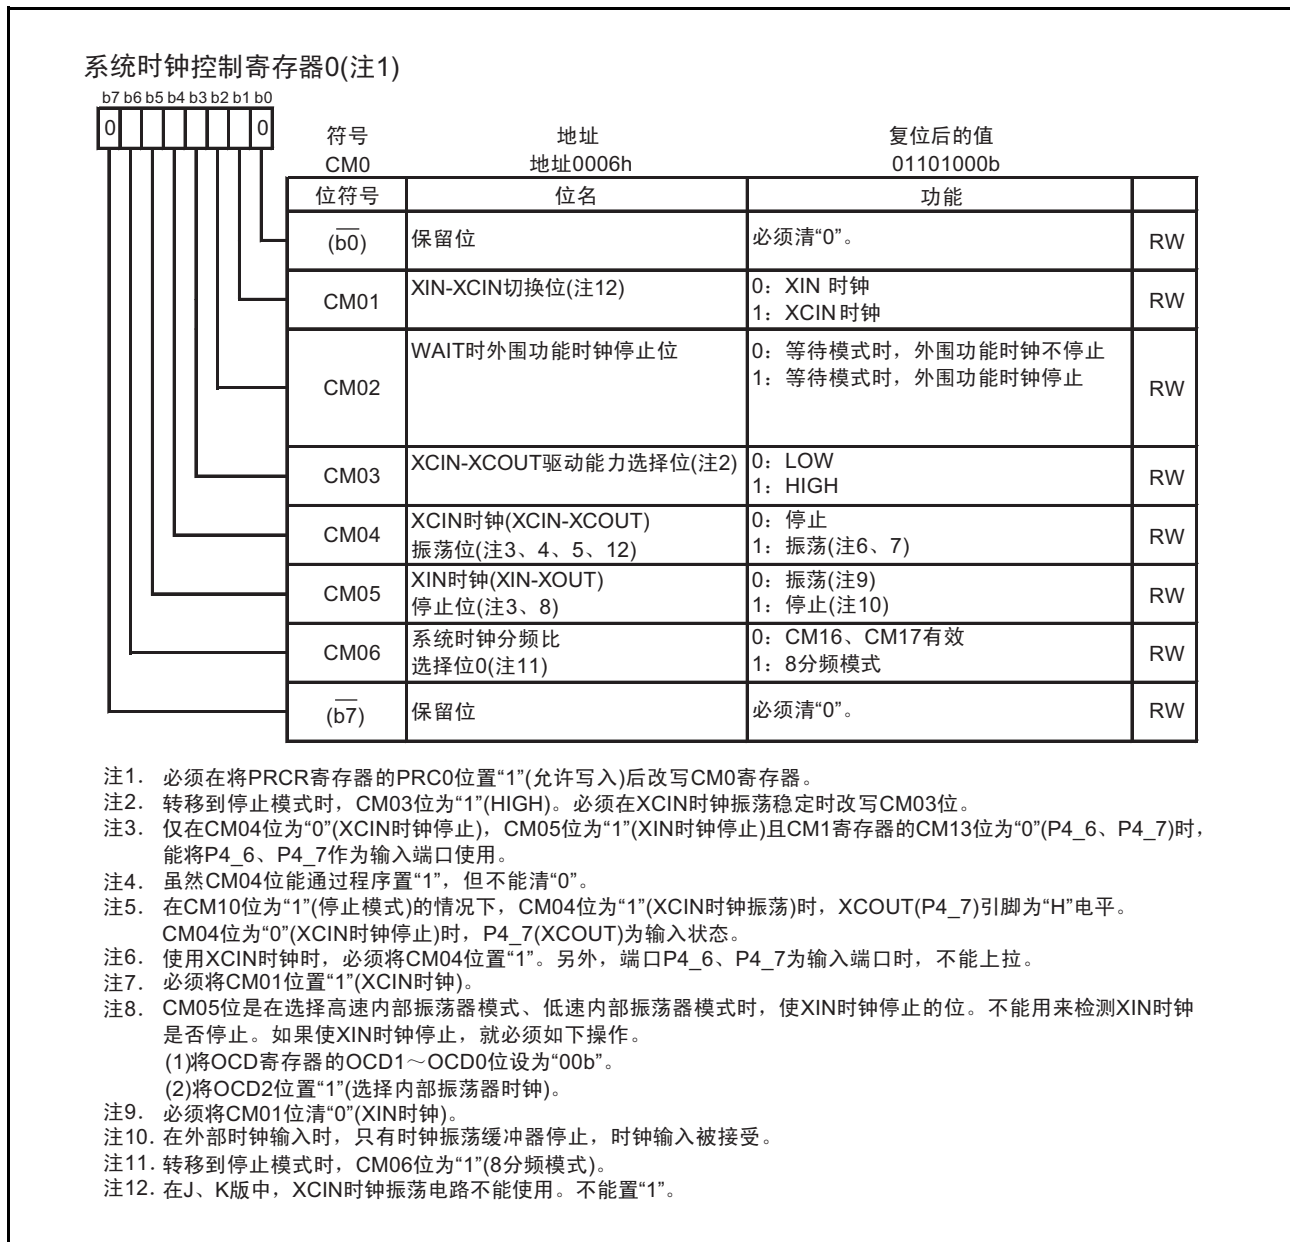 系统时钟控制寄存器0(注1)
b7 b6 b5 b4 b3 b2 b1 b0
0 0
符号 地址 复位后的值
CM0 地址0006h 01101000b
位符号 位名 功能
(b0) 保留位 必须清“0”。 RW
CM01 XIN-XCIN切换位(注12) 0：XIN 时钟 RW
1：XCIN时钟
CM02 WAIT时外围功能时钟停止位 0：等待模式时，外围功能时钟不停止 RW
1：等待模式时，外围功能时钟停止
CM03 XCIN-XCOUT驱动能力选择位(注2) 0：LOW RW
1：HIGH
CM04 XCIN时钟(XCIN-XCOUT) 0：停止 RW
振荡位(注3、4、5、12) 1：振荡(注6、7)
CM05 XIN时钟(XIN-XOUT) 0：振荡(注9) RW
停止位(注3、8) 1：停止(注10)
CM06 系统时钟分频比 0：CM16、CM17有效 RW
选择位0(注11) 1：8分频模式
(b7) 保留位 必须清“0”。 RW
注1. 必须在将PRCR寄存器的PRC0位置“1”(允许写入)后改写CM0寄存器。
注2. 转移到停止模式时，CM03位为“1”(HIGH)。必须在XCIN时钟振荡稳定时改写CM03位。
注3. 仅在CM04位为“0”(XCIN时钟停止)，CM05位为“1”(XIN时钟停止)且CM1寄存器的CM13位为“0”(P4_6、P4_7)时，
能将P4_6、P4_7作为输入端口使用。
注4. 虽然CM04位能通过程序置“1”，但不能清“0”。
注5. 在CM10位为“1”(停止模式)的情况下，CM04位为“1”(XCIN时钟振荡)时，XCOUT(P4_7)引脚为“H”电平。
CM04位为“0”(XCIN时钟停止)时，P4_7(XCOUT)为输入状态。
注6. 使用XCIN时钟时，必须将CM04位置“1”。另外，端口P4_6、P4_7为输入端口时，不能上拉。
注7. 必须将CM01位置“1”(XCIN时钟)。
注8. CM05位是在选择高速内部振荡器模式、低速内部振荡器模式时，使XIN时钟停止的位。不能用来检测XIN时钟
是否停止。如果使XIN时钟停止，就必须如下操作。
(1)将OCD寄存器的OCD1～OCD0位设为“00b”。
(2)将OCD2位置“1”(选择内部振荡器时钟)。
注9. 必须将CM01位清“0”(XIN时钟)。
注10. 在外部时钟输入时，只有时钟振荡缓冲器停止，时钟输入被接受。
注11. 转移到停止模式时，CM06位为“1”(8分频模式)。
注12. 在J、K版中，XCIN时钟振荡电路不能使用。不能置“1”。